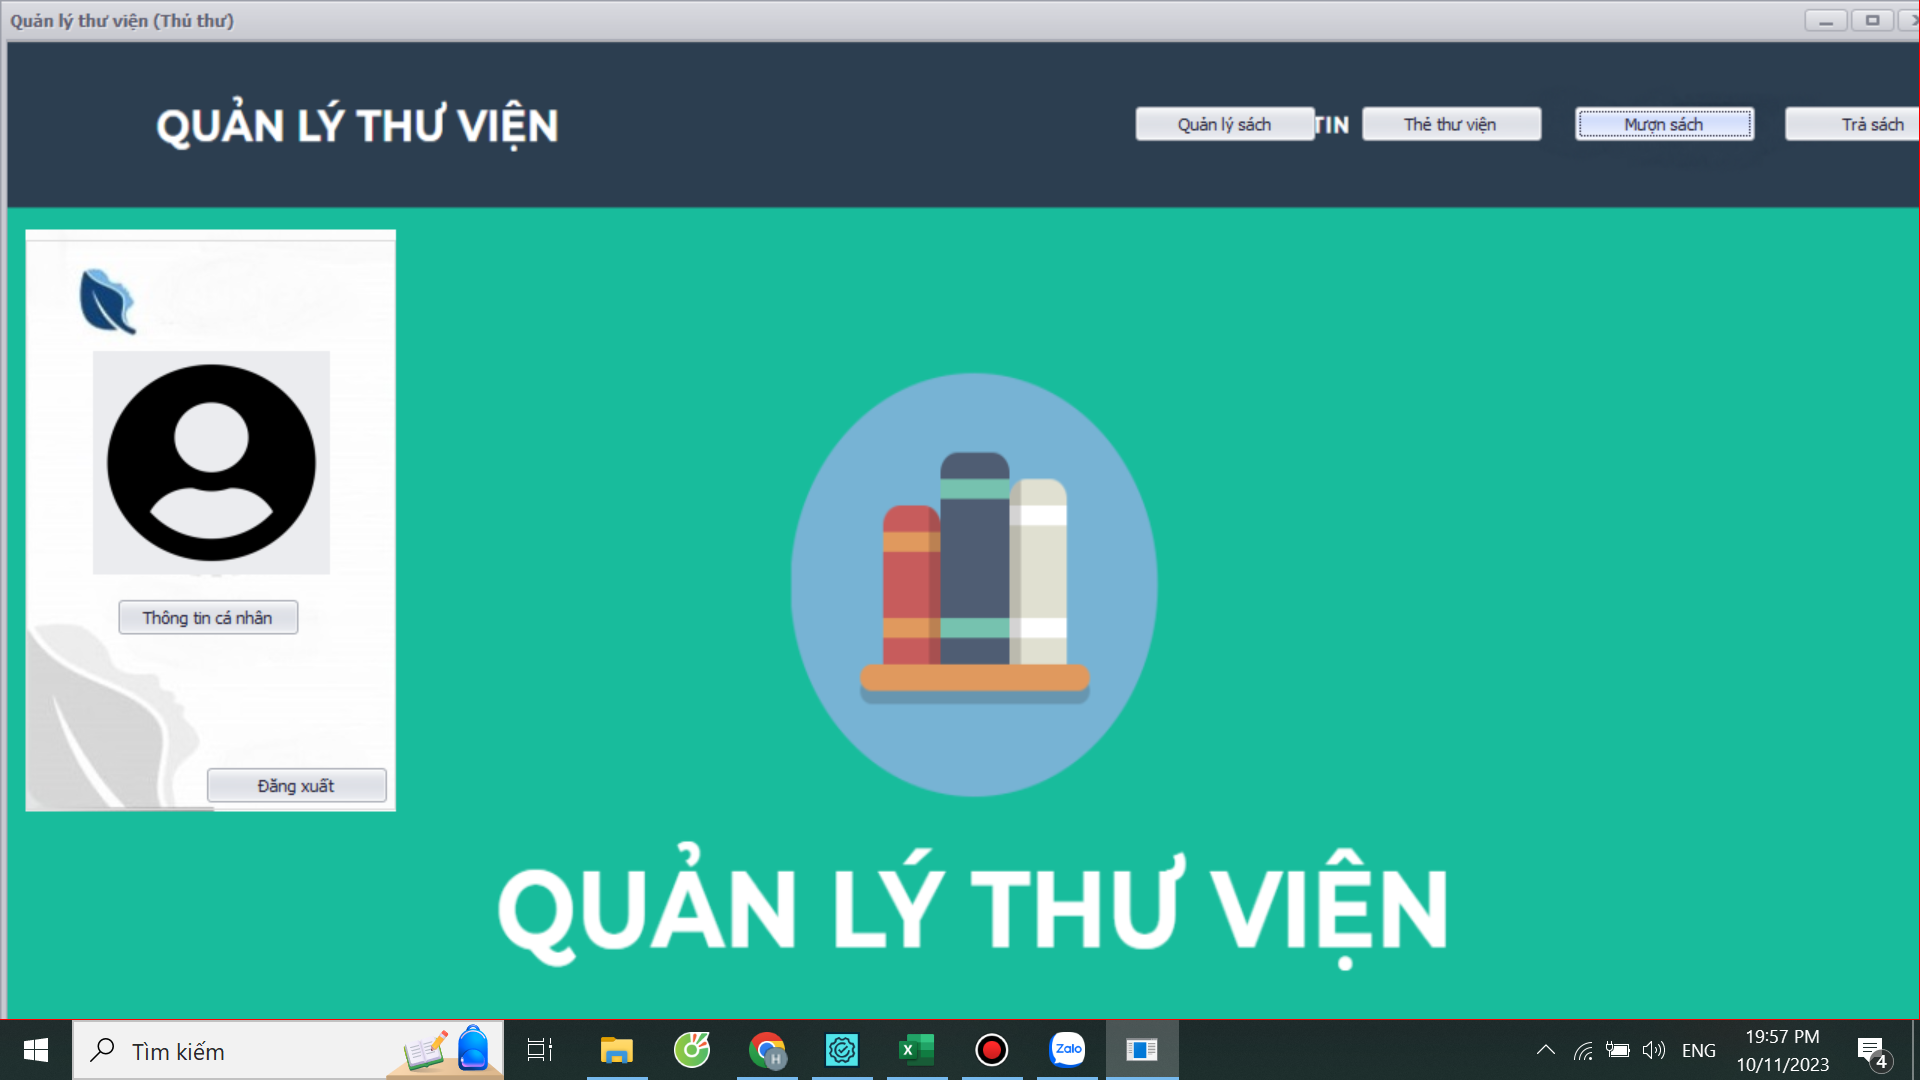 Quản lý thư viện (Thủ thư)
QUẢN LÝ THƯ VIỆN
Quản lý sách
TIN
Thẻ thư viện
Mượn sách
Trả sách
Thông tin cá nhân
Đăng xuất
QUẢN LÝ THƯ VIỆN
Tìm kiếm
H
X
Zalo
ENG
19:57 PM
10/11/2023
4